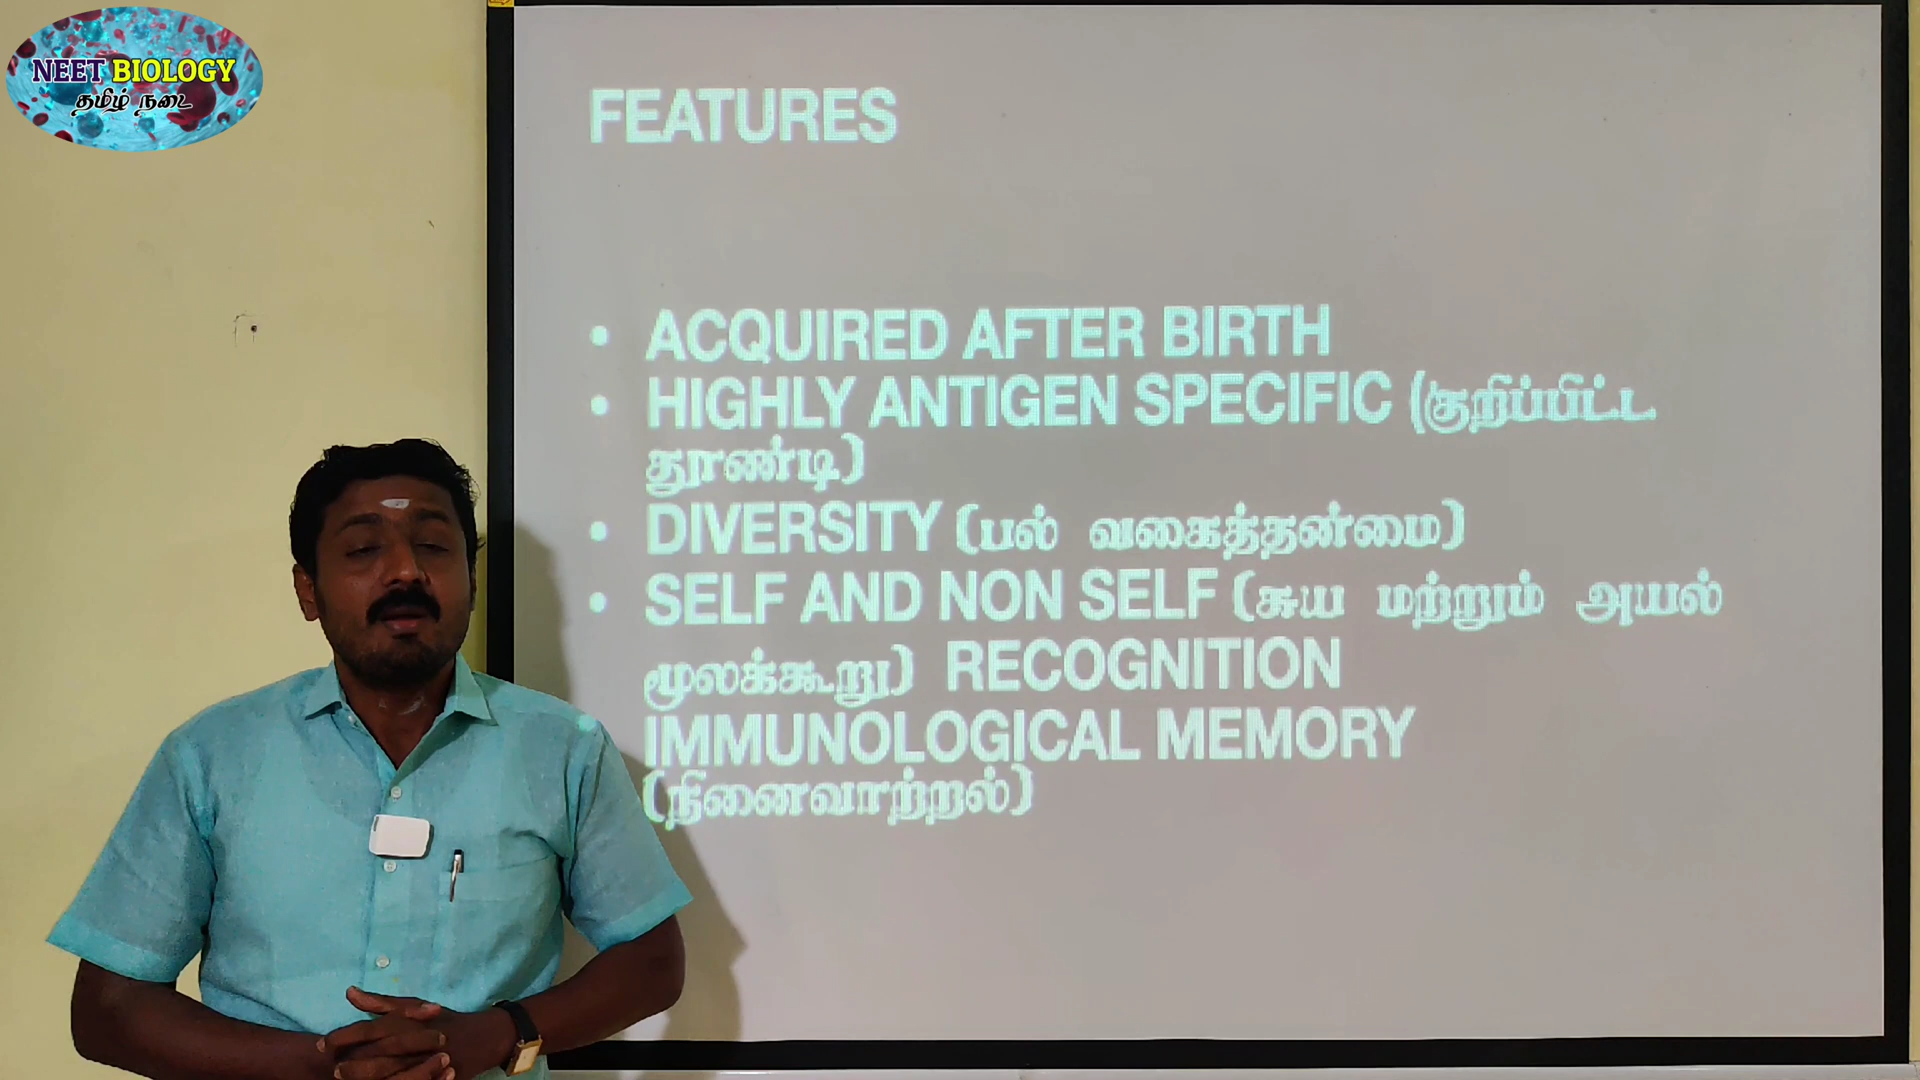 NEET BIOLOGY
தமிழ் நடை
FEATURES
• ACQUIRED AFTER BIRTH
• HIGHLY ANTIGEN SPECIFIC (குறிப்பிட்ட
தூண்டி)
• DIVERSITY (பல் வகைத்தன்மை)
• SELF AND NON SELF (சுய மற்றும் அயல்
மூலக்கூறு) RECOGNITION
IMMUNOLOGICAL MEMORY
(நினைவாற்றல்)